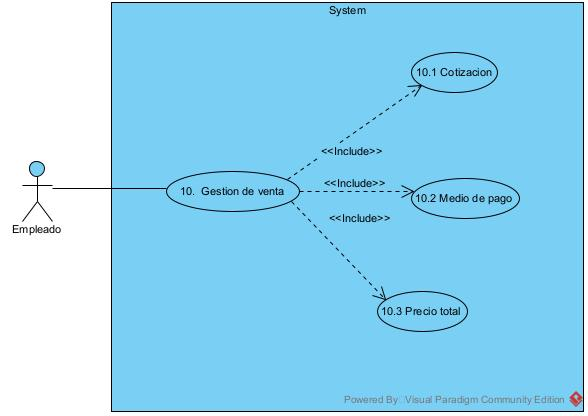 System
10.1 Cotizacion
<<Include>>
10.  Gestion de venta
<<Include>>
10.2 Medio de pago
<<Include>>
Empleado
10.3 Precio total
Powered By□Visual Paradigm Community Edition